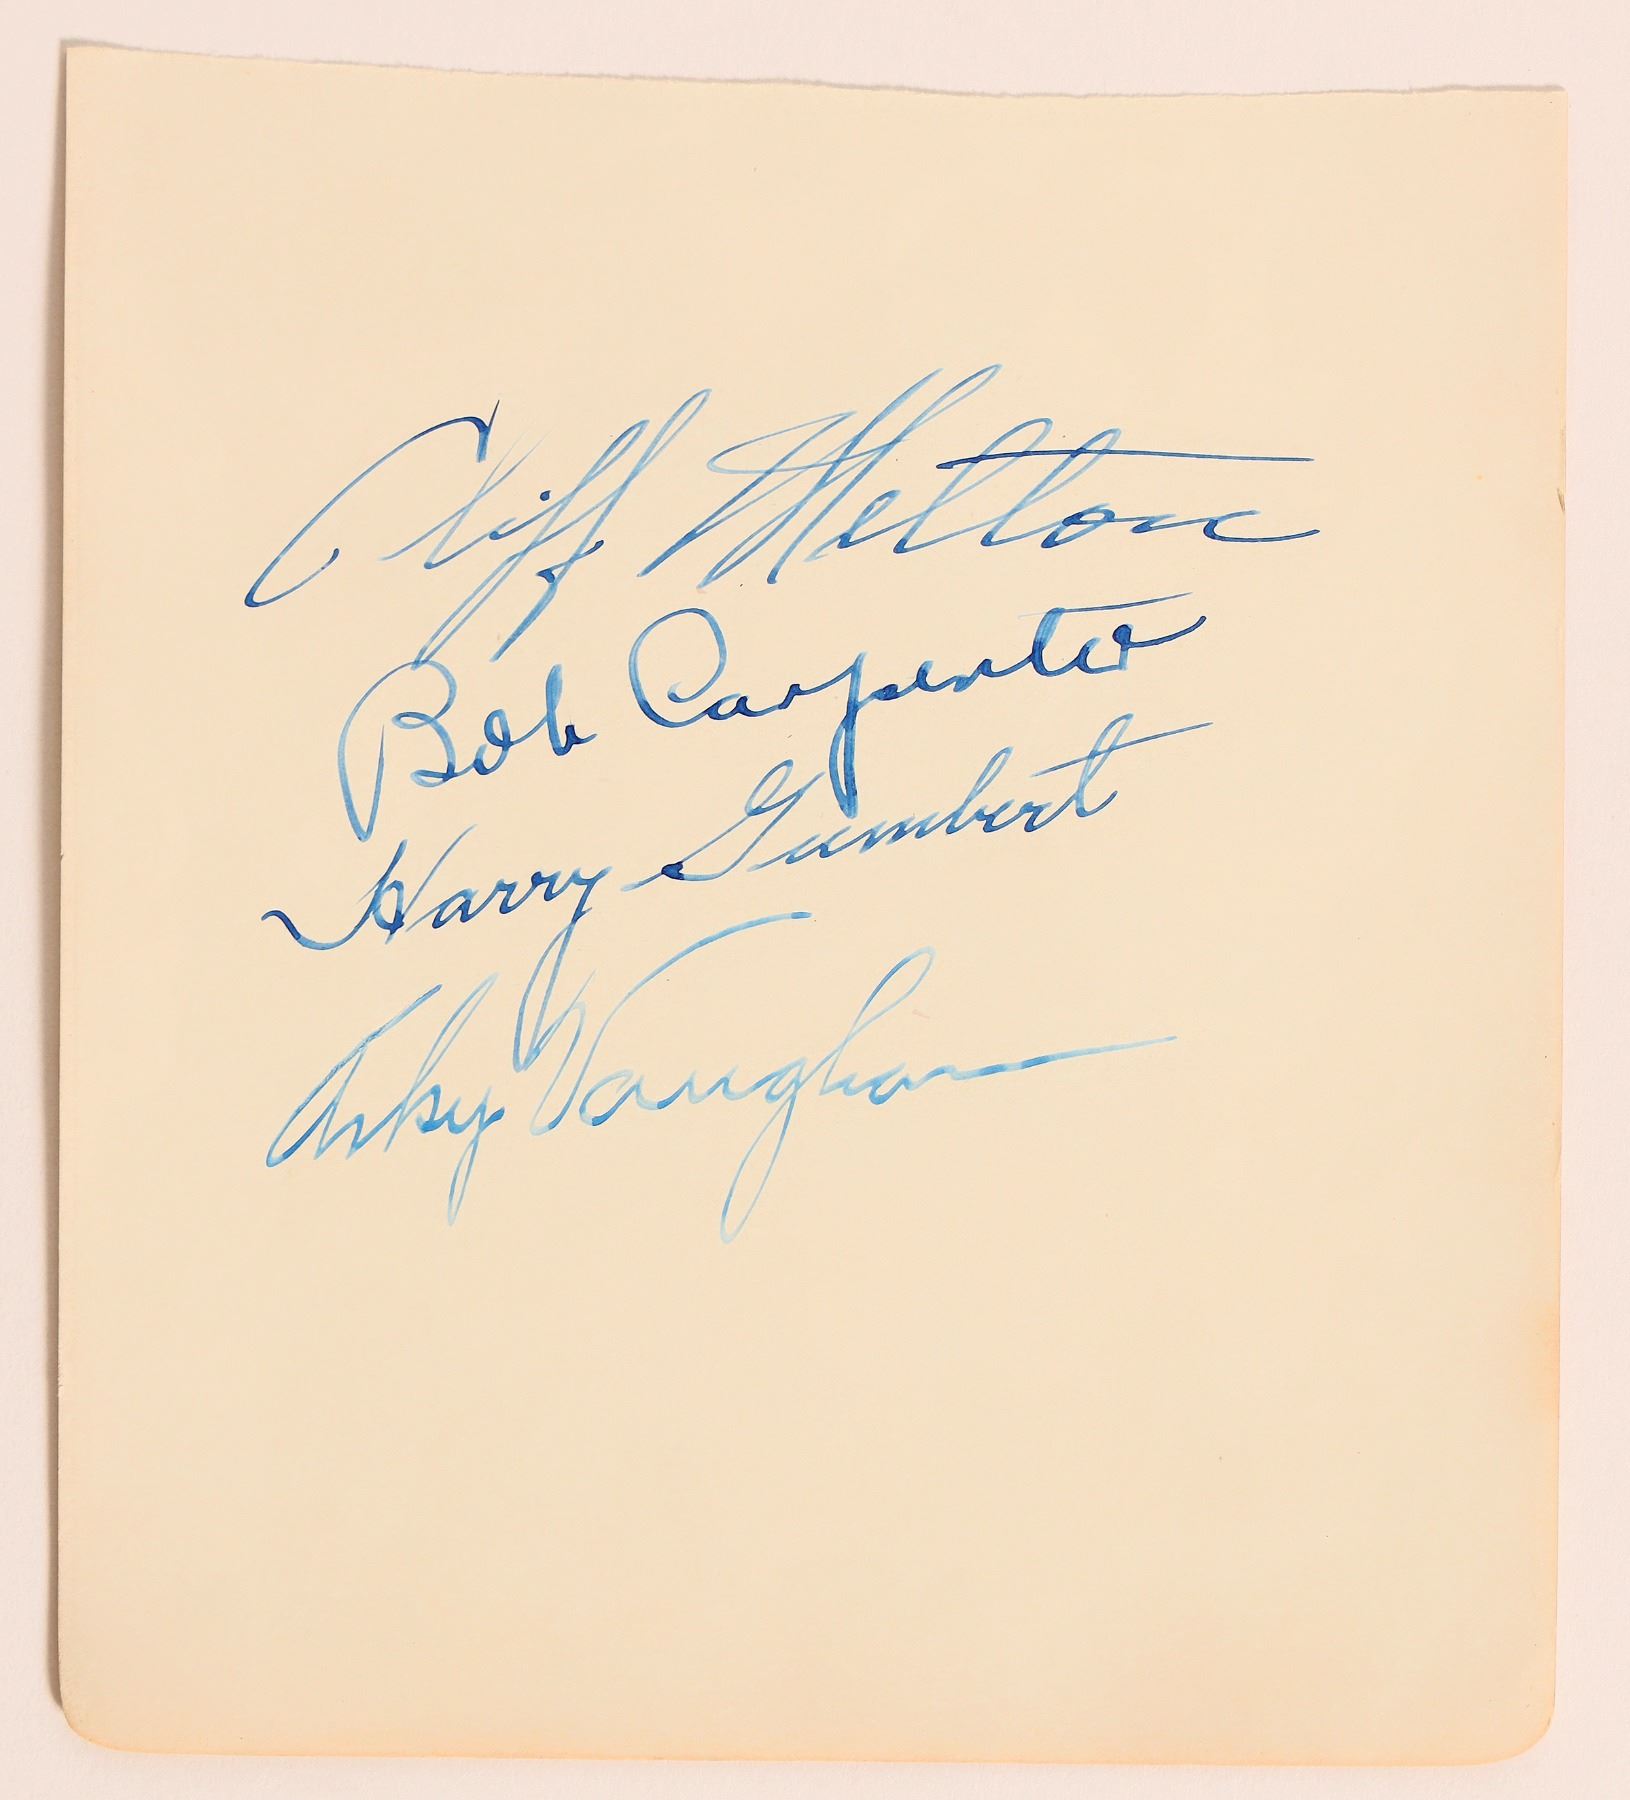 Cliff Melton
Bob Carpenter
Harry Gumbert
Arky Vaughan